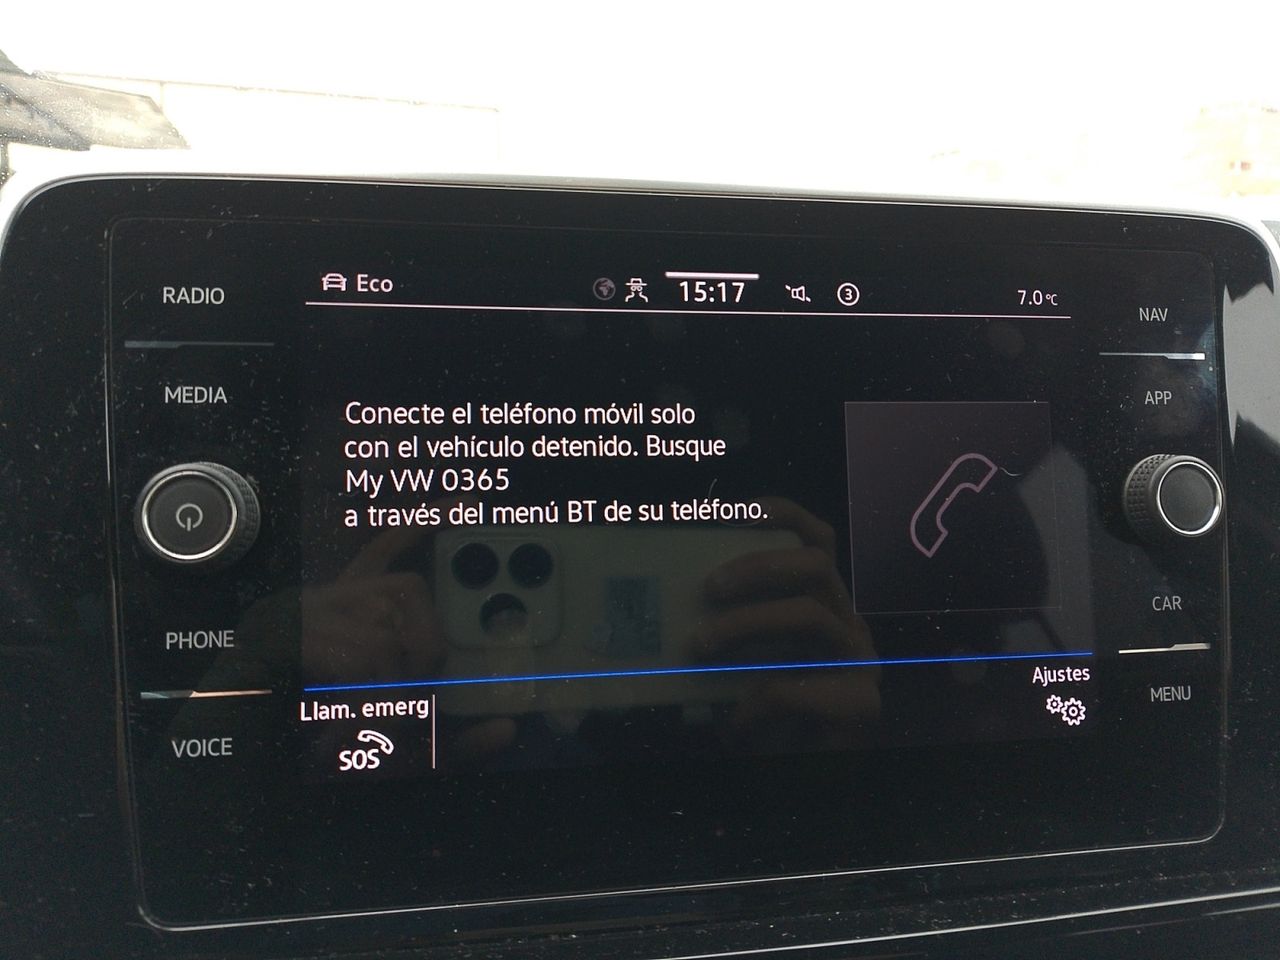 RADIO
MEDIA
PHONE
VOICE
Eco
15:17
3
7.0°C
Conecte el teléfono móvil solo
con el vehículo detenido. Busque
My VW 0365
a través del menú BT de su teléfono.
Llam. emerg
SOS
Ajustes
NAV
APP
CAR
MENU